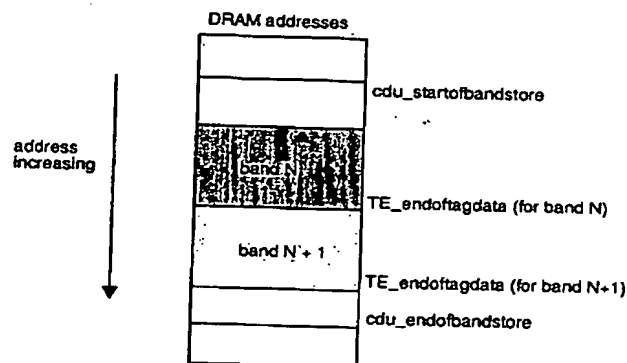 DRAM addresses
cdu_startofbandstore
address
increasing
band N
TE_endoftagdata (for band N)
band N + 1
TE_endoftagdata (for band N+1)
cdu_endofbandstore